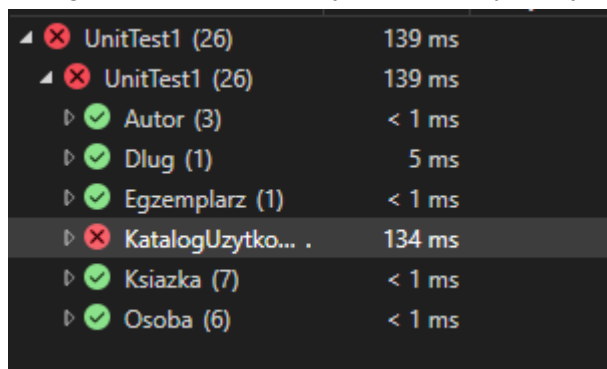 UnitTest1 (26) 139 ms
UnitTest1 (26) 139 ms
Autor (3) < 1 ms
Dlug (1) 5 ms
Egzemplarz (1) < 1 ms
KatalogUzytko... . 134 ms
Ksiazka (7) < 1 ms
Osoba (6) < 1 ms